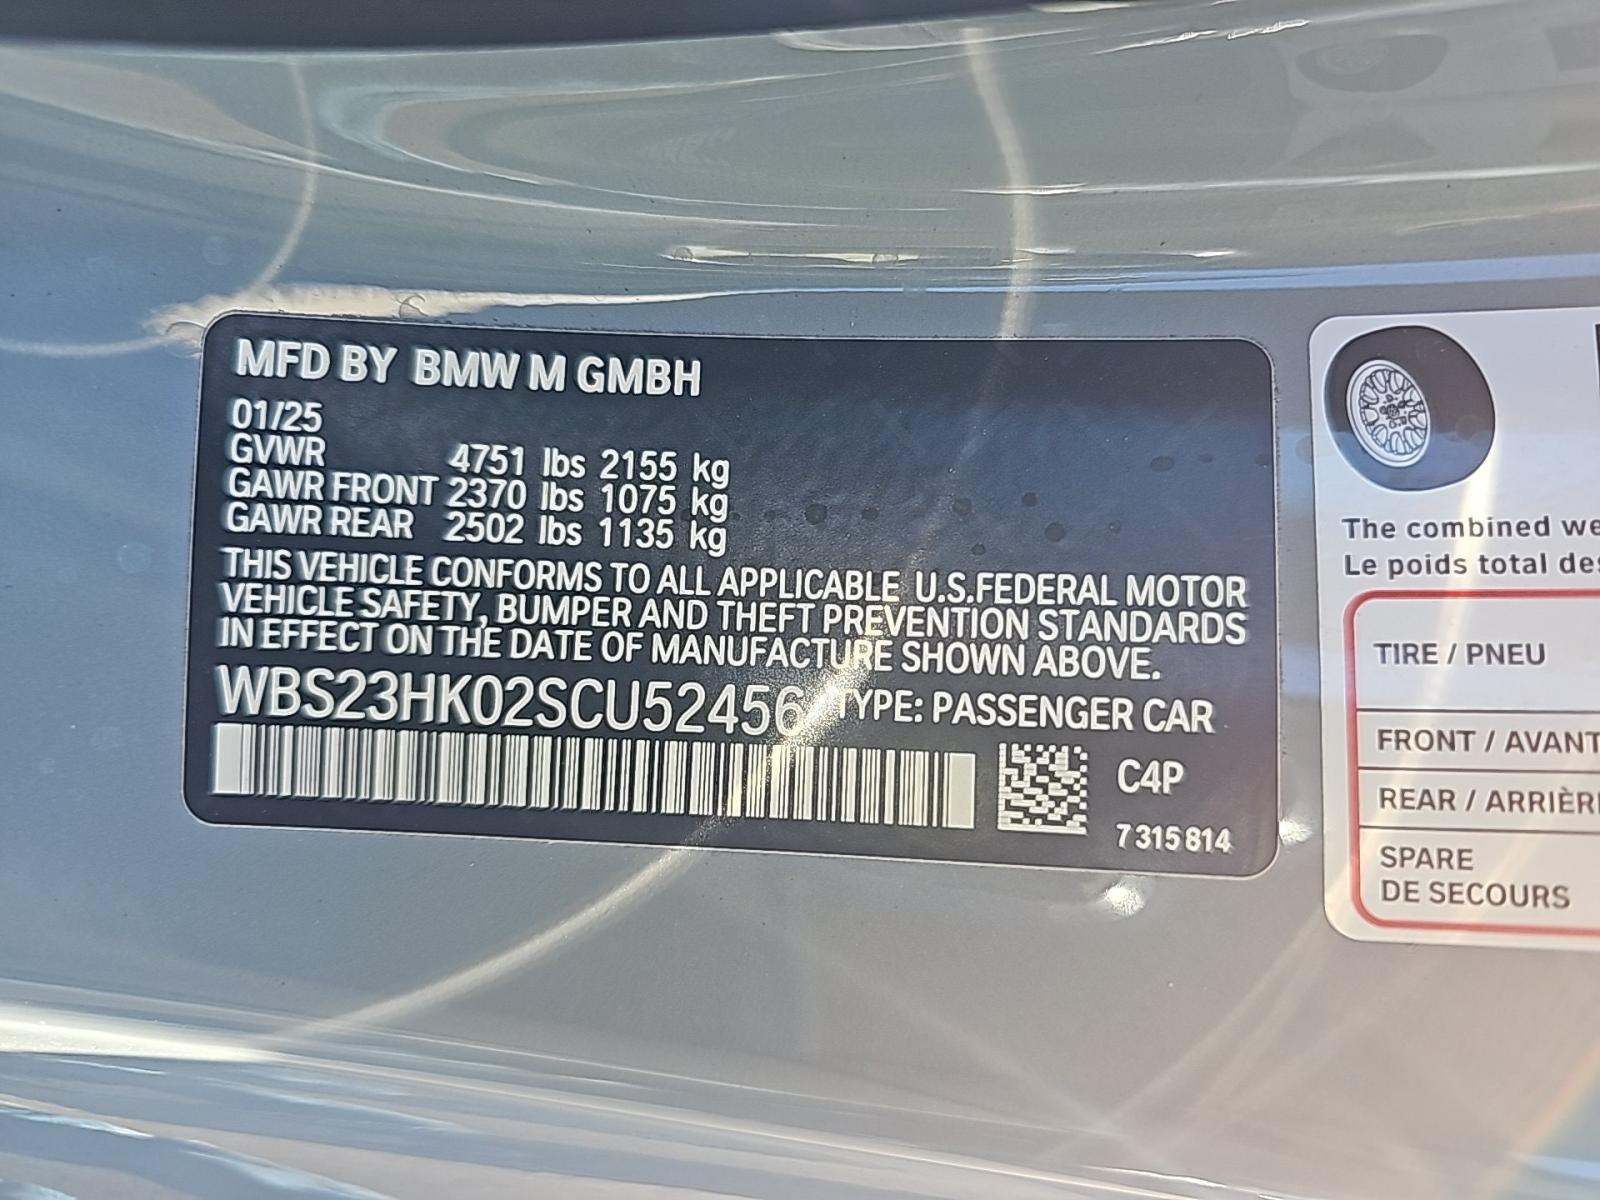 MFD BY BMW M GMBH
01/25
GVWR 4751 lbs 2155 kg
GAWR FRONT 2370 lbs 1075 kg
GAWR REAR 2502 lbs 1135 kg
THIS VEHICLE CONFORMS TO ALL APPLICABLE U.S.FEDERAL MOTOR
VEHICLE SAFETY, BUMPER AND THEFT PREVENTION STANDARDS
IN EFFECT ON THE DATE OF MANUFACTURE SHOWN ABOVE.
WBS23HK02SCU52456 TYPE: PASSENGER CAR
C4P
7 315 814
The combined we
Le poids total des
TIRE / PNEU
FRONT / AVANT
REAR / ARRIÈR
SPARE
DE SECOURS